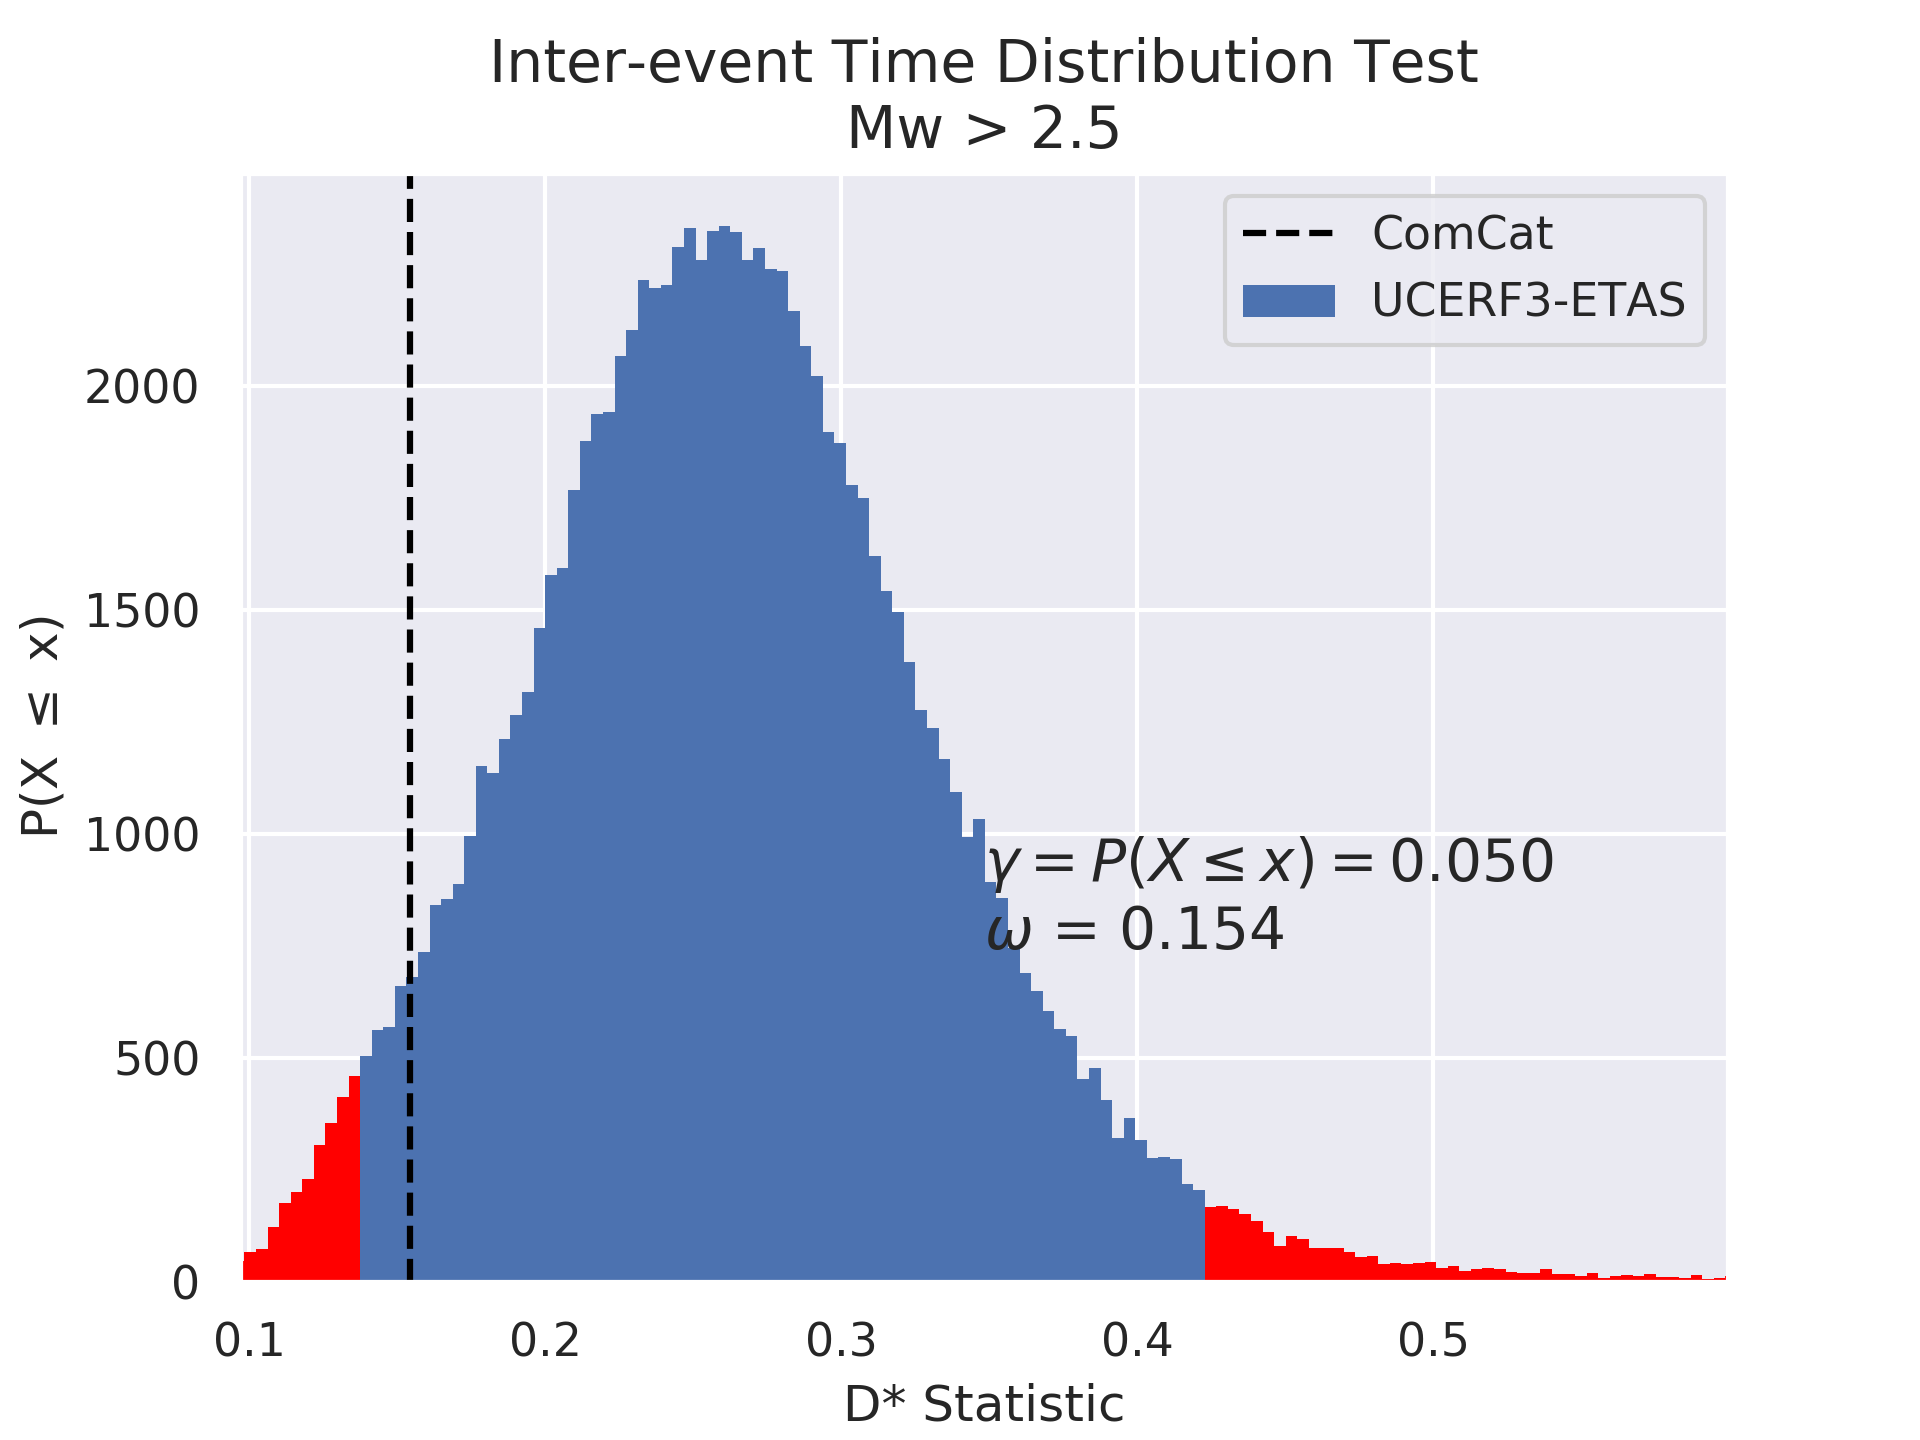 Inter-event Time Distribution Test
Mw > 2.5
ComCat
UCERF3-ETAS
2000
1500
1000
500
0
P(X ≤ x)
γ = P(X ≤ x) = 0.050
ω = 0.154
0.1 0.2 0.3 0.4 0.5
D* Statistic